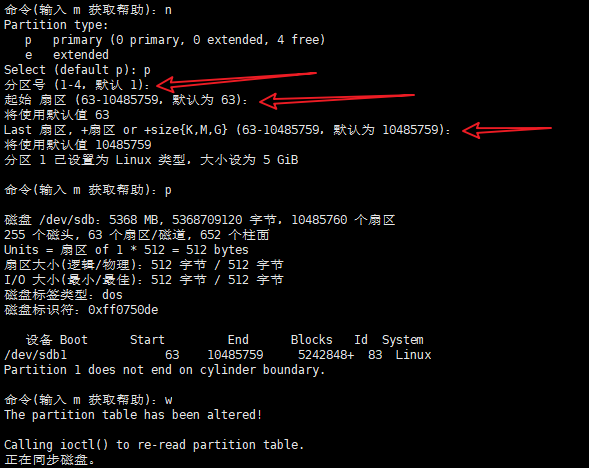 命令(输入 m 获取帮助)：n
Partition type:
p primary (0 primary, 0 extended, 4 free)
e extended
Select (default p): p
分区号 (1-4，默认 1)：
起始 扇区 (63-10485759，默认为 63)：
将使用默认值 63
Last 扇区, +扇区 or +size{K,M,G} (63-10485759，默认为 10485759)：
将使用默认值 10485759
分区 1 已设置为 Linux 类型，大小设为 5 GiB
命令(输入 m 获取帮助)：p
磁盘 /dev/sdb：5368 MB, 5368709120 字节，10485760 个扇区
255 个磁头, 63 个扇区/磁道, 652 个柱面
Units = 扇区 of 1 * 512 = 512 bytes
扇区大小(逻辑/物理)：512 字节 / 512 字节
I/O 大小(最小/最佳)：512 字节 / 512 字节
磁盘标签类型：dos
磁盘标识符：0xff0750de
设备 Boot Start End Blocks Id System
/dev/sdb1 63 10485759 5242848+ 83 Linux
Partition 1 does not end on cylinder boundary.
命令(输入 m 获取帮助)：w
The partition table has been altered!
Calling ioctl() to re-read partition table.
正在同步磁盘。